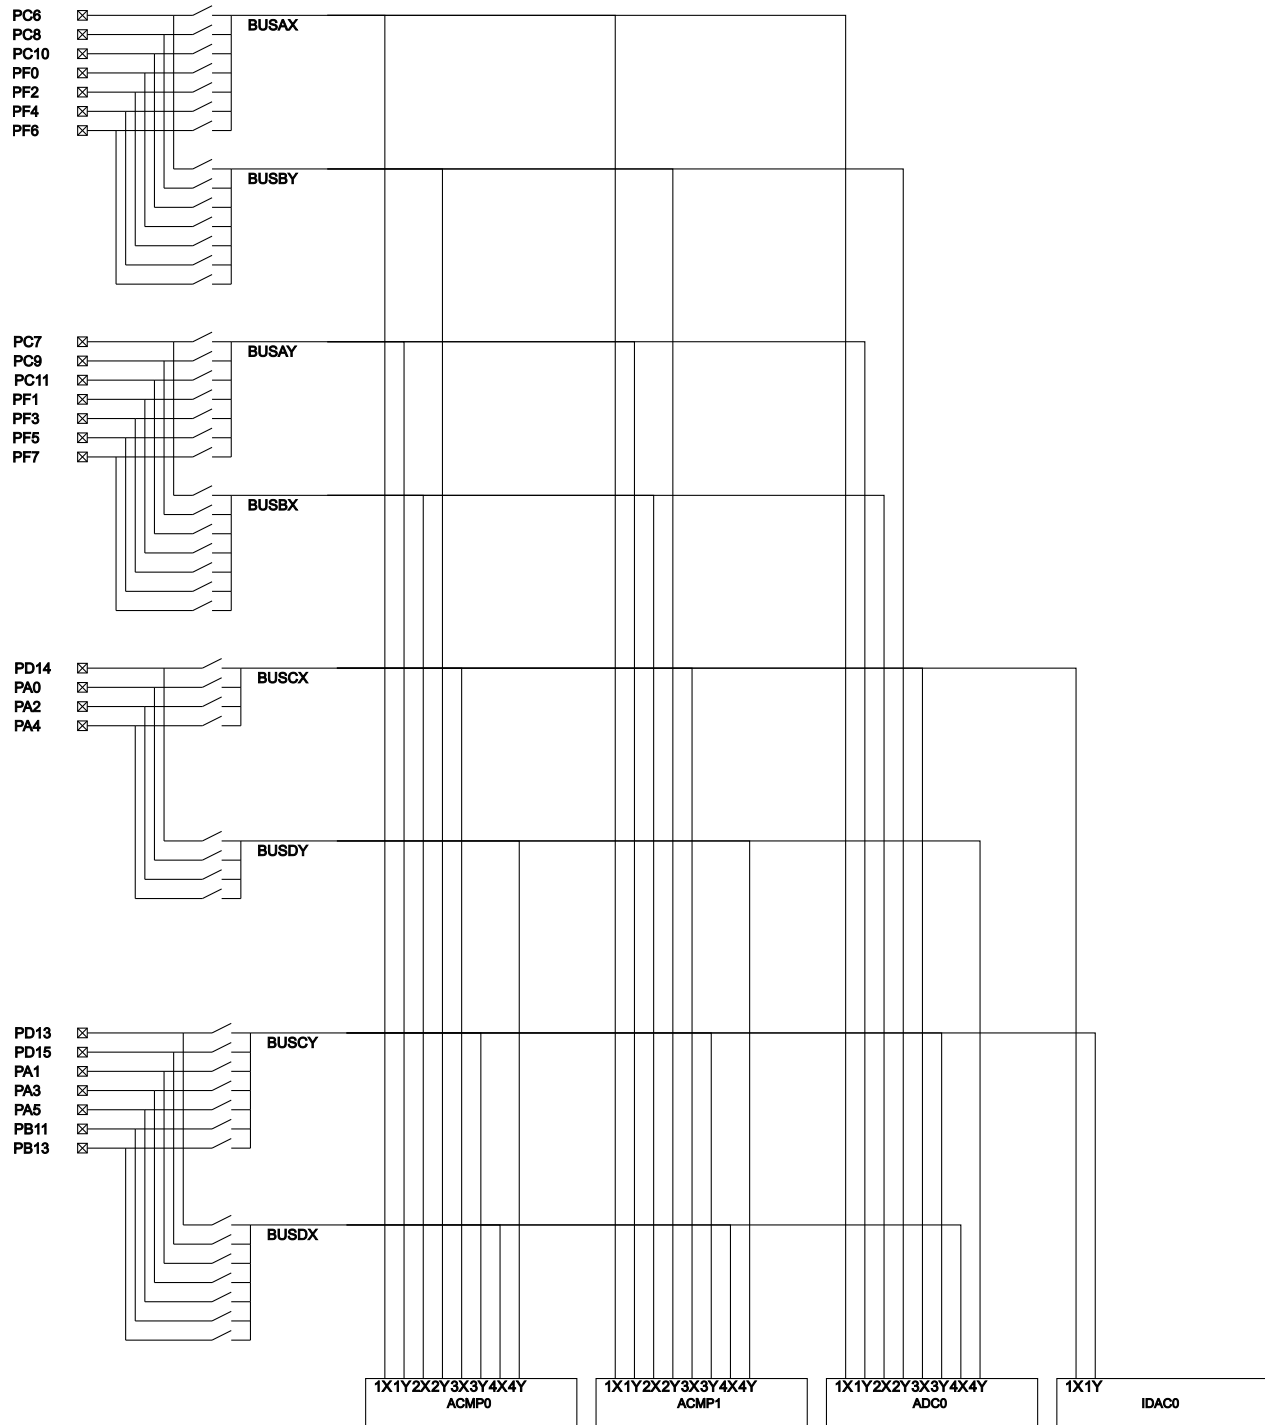 PC6
BUSAX
PC8
PC10
PF0
PF2
PF4
PF6
BUSBY
PC7
BUSAY
PC9
PC11
PF1
PF3
PF5
PF7
BUSBX
PD14
BUSCX
PA0
PA2
PA4
BUSDY
PD13
BUSCY
PD15
PA1
PA3
PA5
PB11
PB13
BUSDX
1X1Y2X2Y3X3Y4X4Y 1X1Y2X2Y3X3Y4X4Y 1X1Y2X2Y3X3Y4X4Y 1X1Y
ACMP0 ACMP1 ADC0 IDAC0